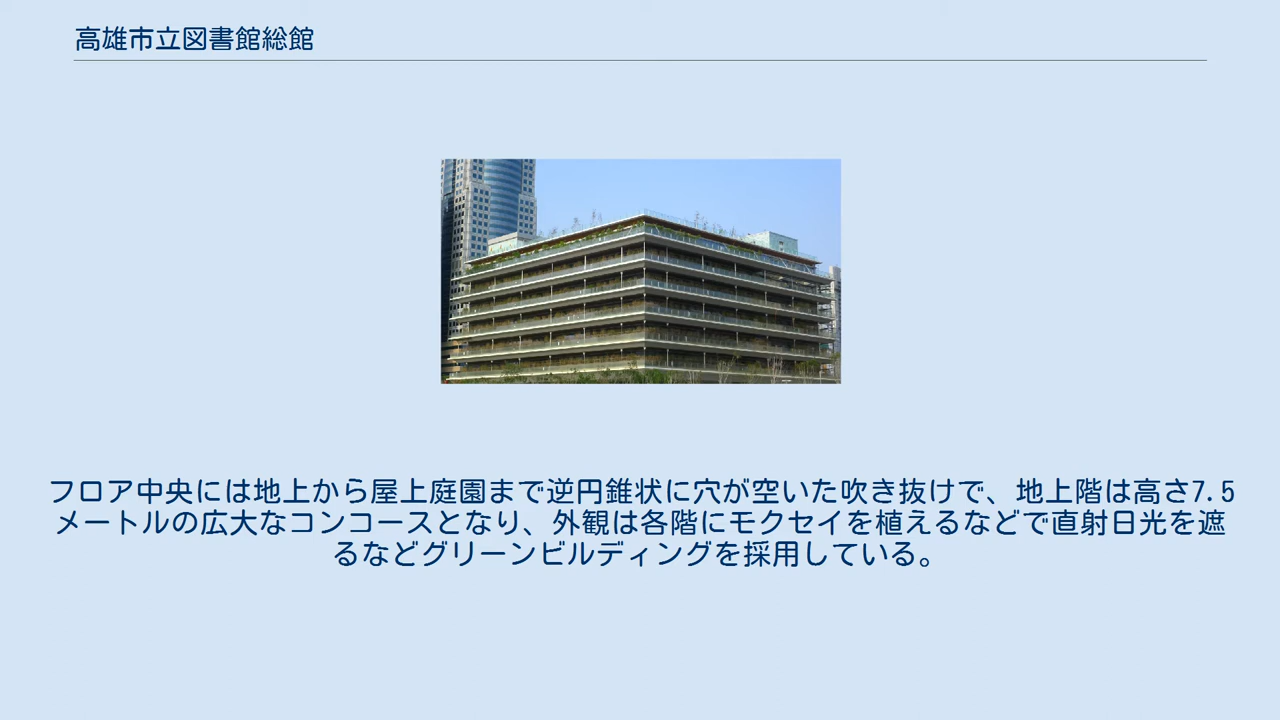 高雄市立図書館総館
フロア中央には地上から屋上庭園まで逆円錐状に穴が空いた吹き抜けで、地上階は高さ7.5
メートルの広大なコンコースとなり、外観は各階にモクセイを植えるなどで直射日光を遮
るなどグリーンビルディングを採用している。